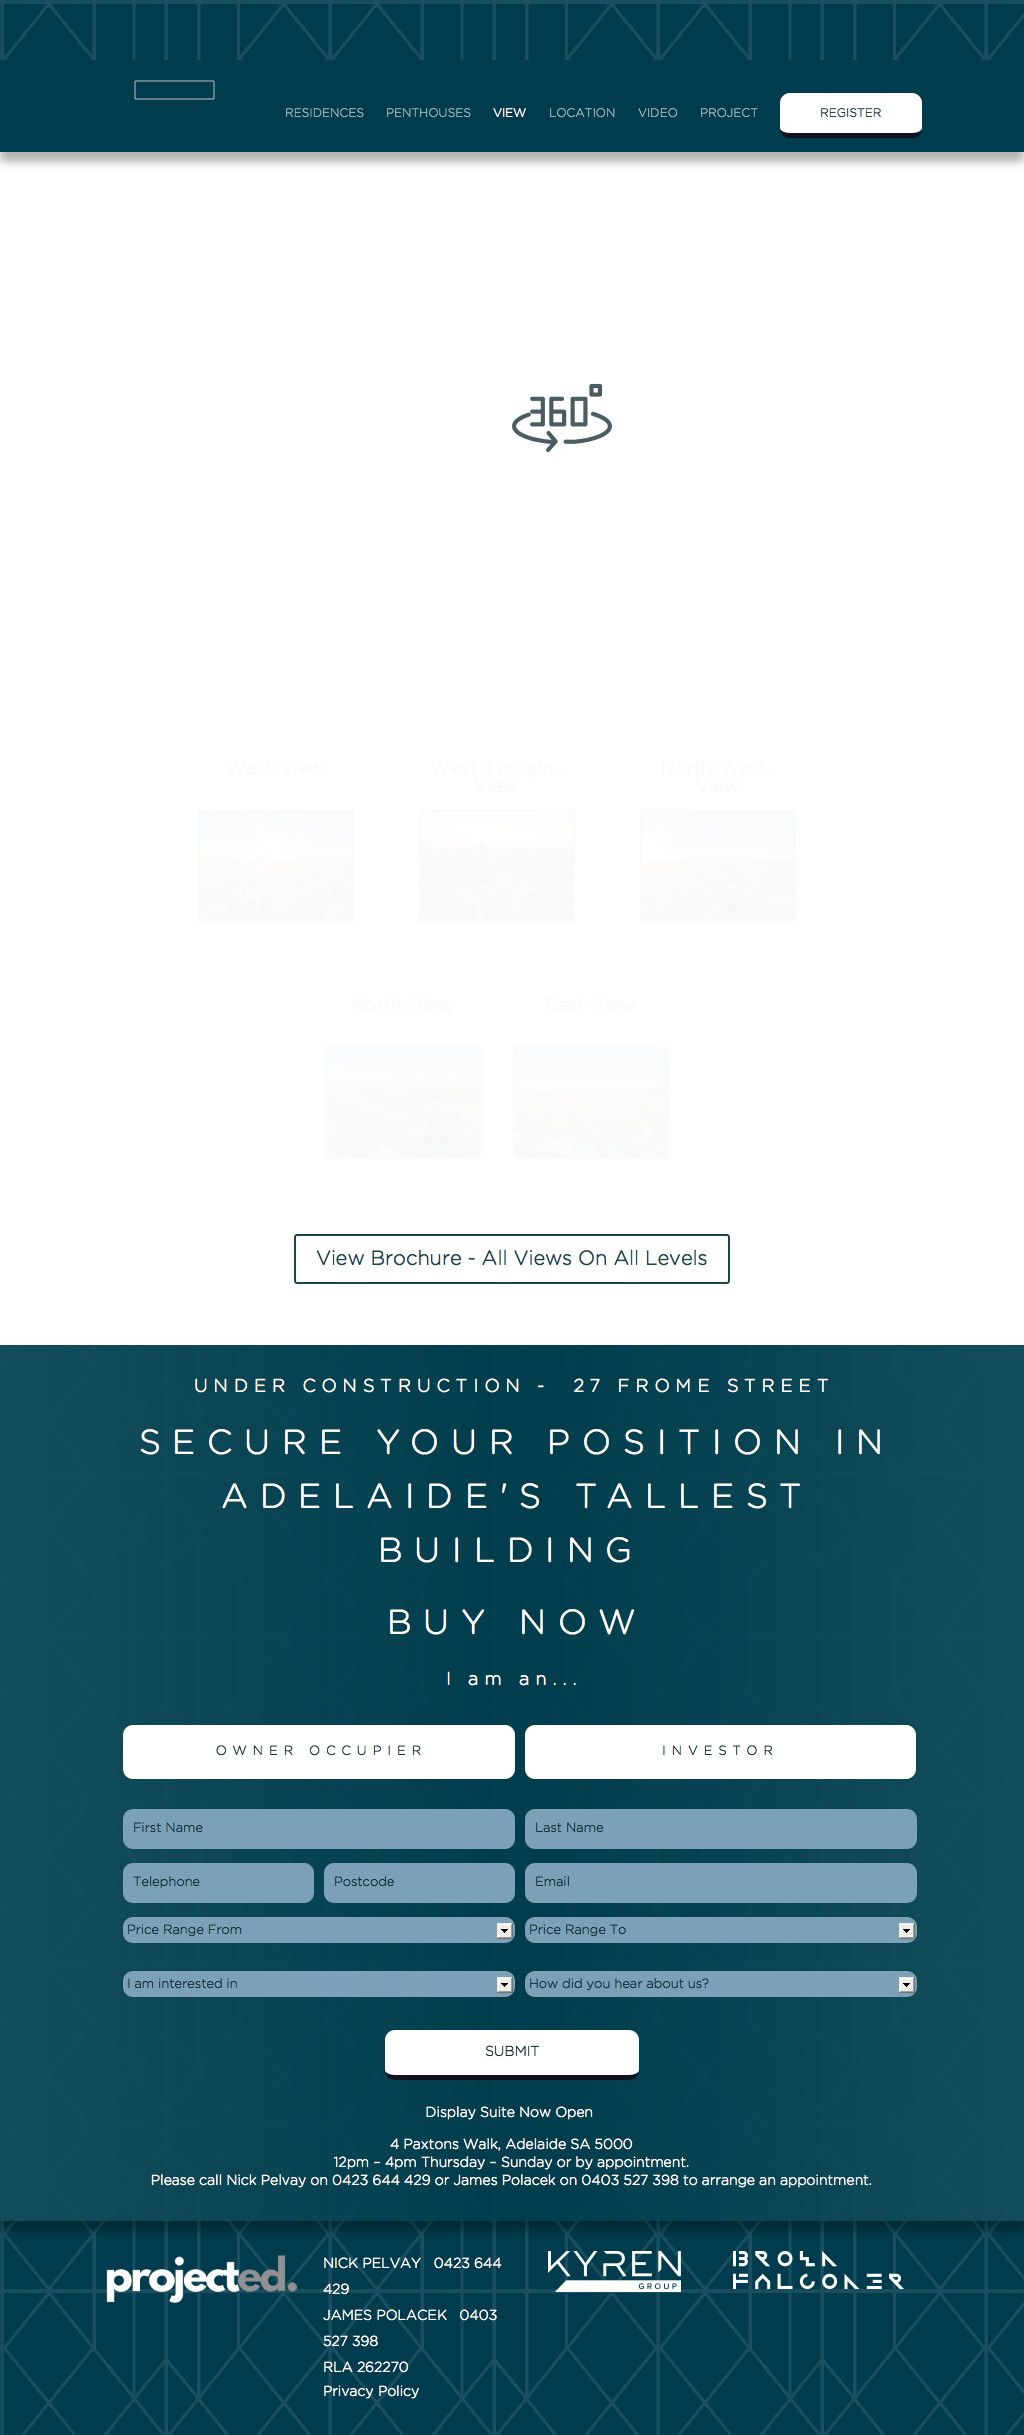 RESIDENCES PENTHOUSES VIEW LOCATION VIDEO PROJECT REGISTER
360°
West-View West-Twilight-View North-West-View
North-View East-View
View Brochure - All Views On All Levels
UNDER CONSTRUCTION - 27 FROME STREET
SECURE YOUR POSITION IN
ADELAIDE'S TALLEST
BUILDING
BUY NOW
I am an...
OWNER OCCUPIER INVESTOR
First Name Last Name
Telephone Postcode Email
Price Range From Price Range To
I am interested in How did you hear about us?
SUBMIT
Display Suite Now Open
4 Paxtons Walk, Adelaide SA 5000
12pm – 4pm Thursday – Sunday or by appointment.
Please call Nick Pelvay on 0423 644 429 or James Polacek on 0403 527 398 to arrange an appointment.
projected.
NICK PELVAY 0423 644
429
JAMES POLACEK 0403
527 398
RLA 262270
Privacy Policy
KYREN
GROUP
BROWN
FALCONER